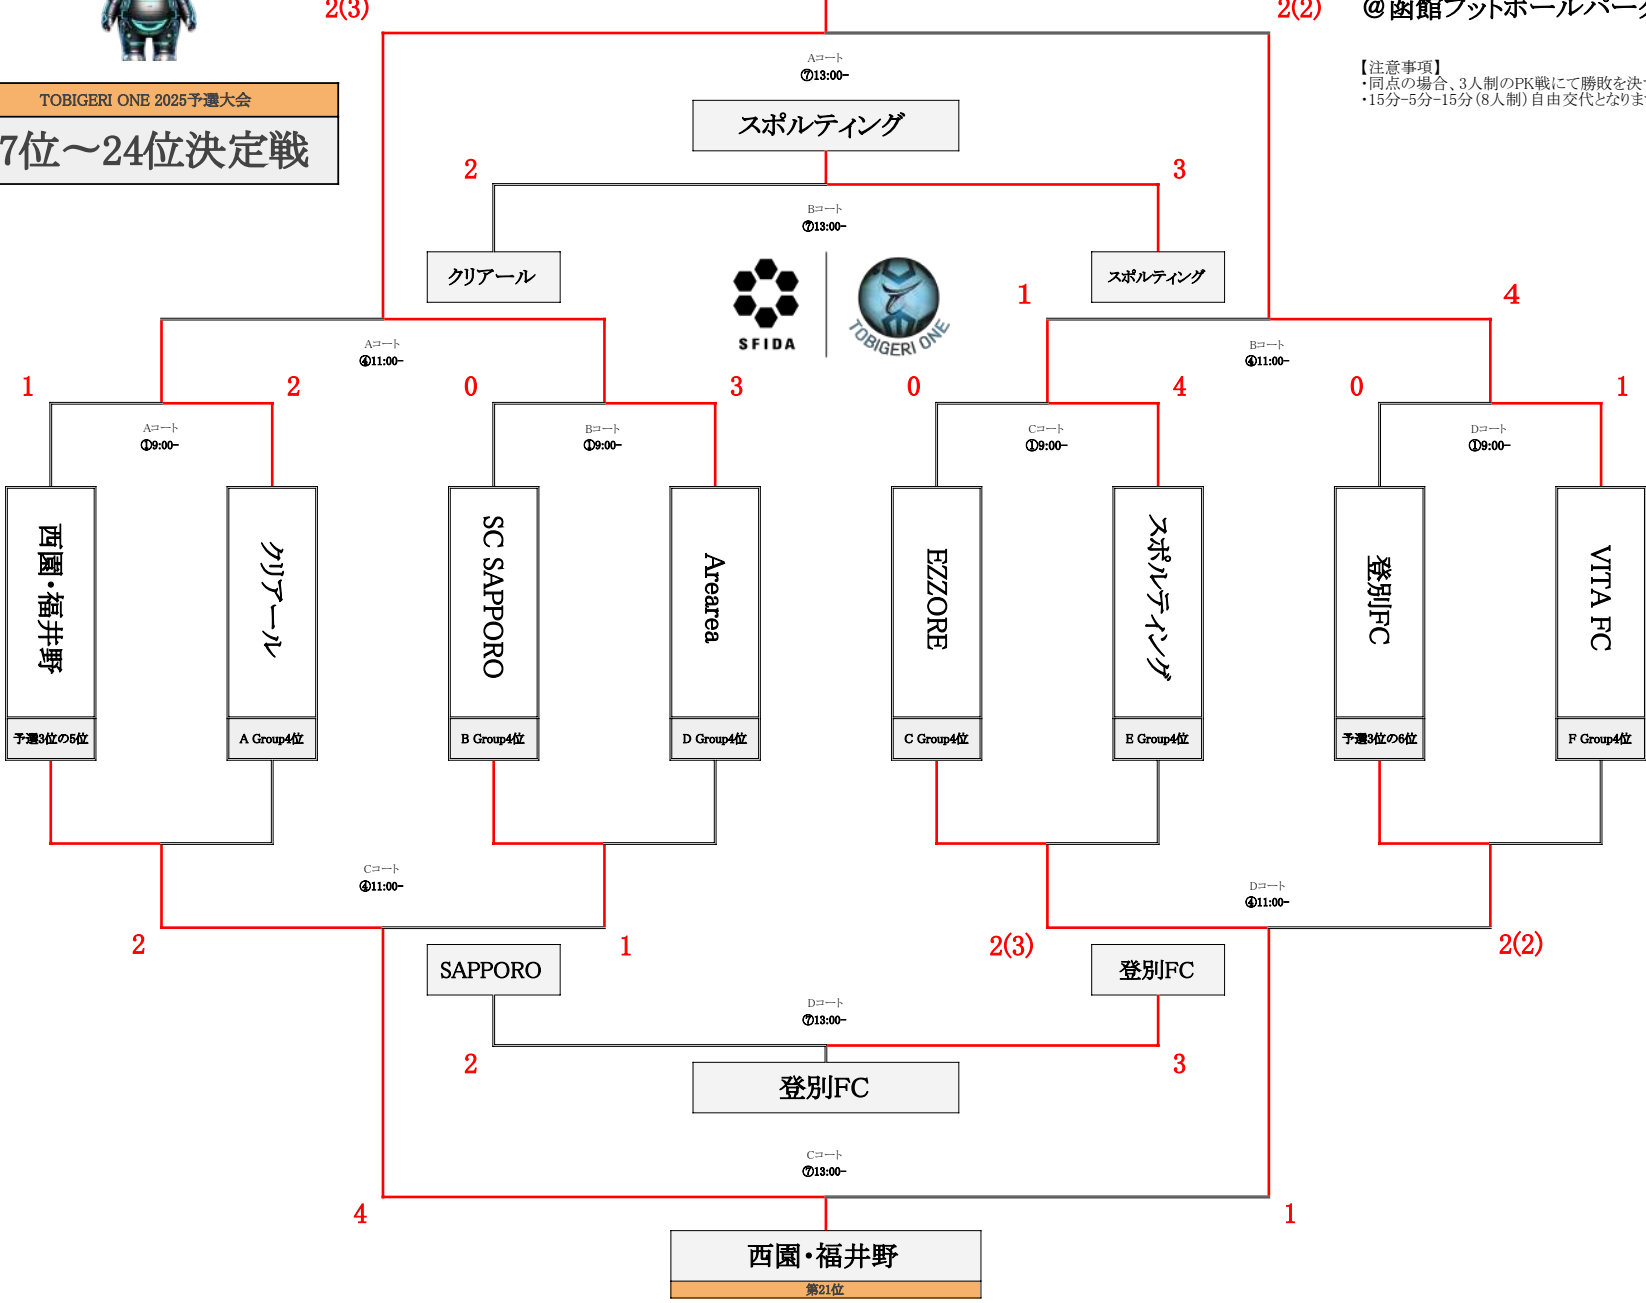 2(3)
2(2)
@函館フットボールパーク
Aコート
⑦13:00-
【注意事項】
・同点の場合、3人制のPK戦にて勝敗を決
・15分-5分-15分(8人制)自由交代となりま
TOBIGERI ONE 2025予選大会
7位～24位決定戦
スポルティング
2
3
Bコート
⑦13:00-
クリアール
スポルティング
SFIDA
TOBIGERI ONE
1
4
Aコート
④11:00-
Bコート
④11:00-
1
2
0
3
0
4
0
1
Aコート
①9:00-
Bコート
①9:00-
Cコート
①9:00-
Dコート
①9:00-
西園・福井野
クリアール
SC SAPPORO
Arearea
EZZORE
スポルティング
登別FC
VITA FC
予選3位の5位
A Group4位
B Group4位
D Group4位
C Group4位
E Group4位
予選3位の6位
F Group4位
Cコート
④11:00-
Dコート
④11:00-
2
1
2(3)
2(2)
SAPPORO
登別FC
Dコート
⑦13:00-
2
3
登別FC
Cコート
⑦13:00-
4
1
西園・福井野
第21位